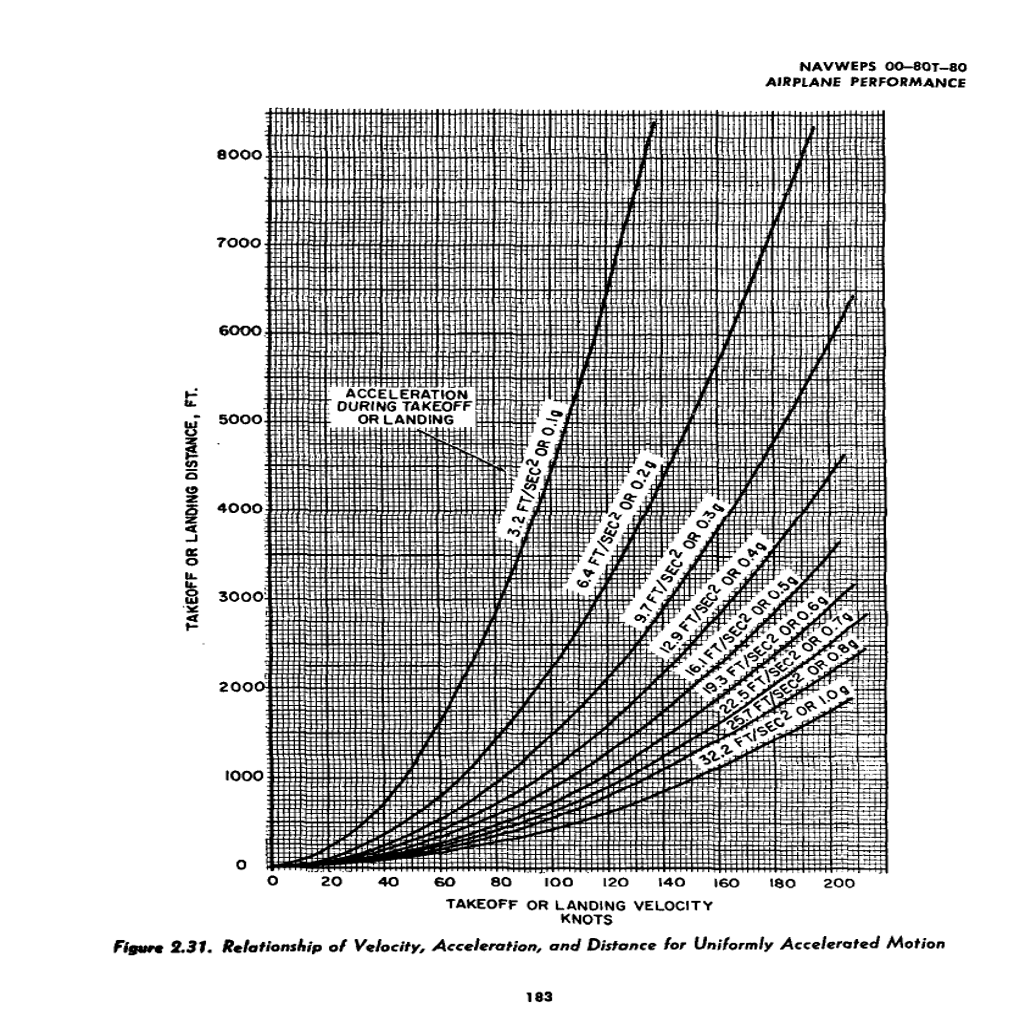 NAVWEPS 00–80T–80
AIRPLANE PERFORMANCE
8000
7000
6000
5000
4000
3000
2000
1000
0
TAKEOFF OR LANDING DISTANCE, FT.
ACCELERATION
DURING TAKEOFF
OR LANDING
3.2 FT/SEC2 OR 0.1g
6.4 FT/SEC2 OR 0.2g
9.7 FT/SEC2 OR 0.3g
12.9 FT/SEC2 OR 0.4g
16.1 FT/SEC2 OR 0.5g
19.3 FT/SEC2 OR 0.6g
22.5 FT/SEC2 OR 0.7g
25.7 FT/SEC2 OR 0.8g
32.2 FT/SEC2 OR 1.0g
0 20 40 60 80 100 120 140 160 180 200
TAKEOFF OR LANDING VELOCITY
KNOTS
Figure 2.31. Relationship of Velocity, Acceleration, and Distance for Uniformly Accelerated Motion
183